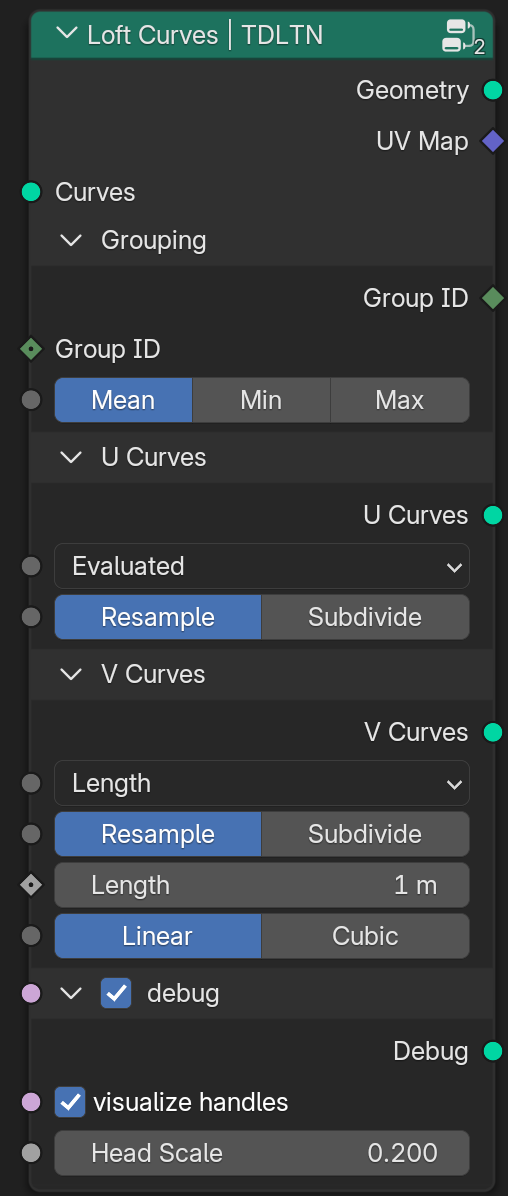 Loft Curves | TDLTN
2
Geometry
UV Map
Curves
Grouping
Group ID
Group ID
Mean Min Max
U Curves
U Curves
Evaluated
Resample Subdivide
V Curves
V Curves
Length
Resample Subdivide
Length 1 m
Linear Cubic
debug
Debug
visualize handles
Head Scale 0.200